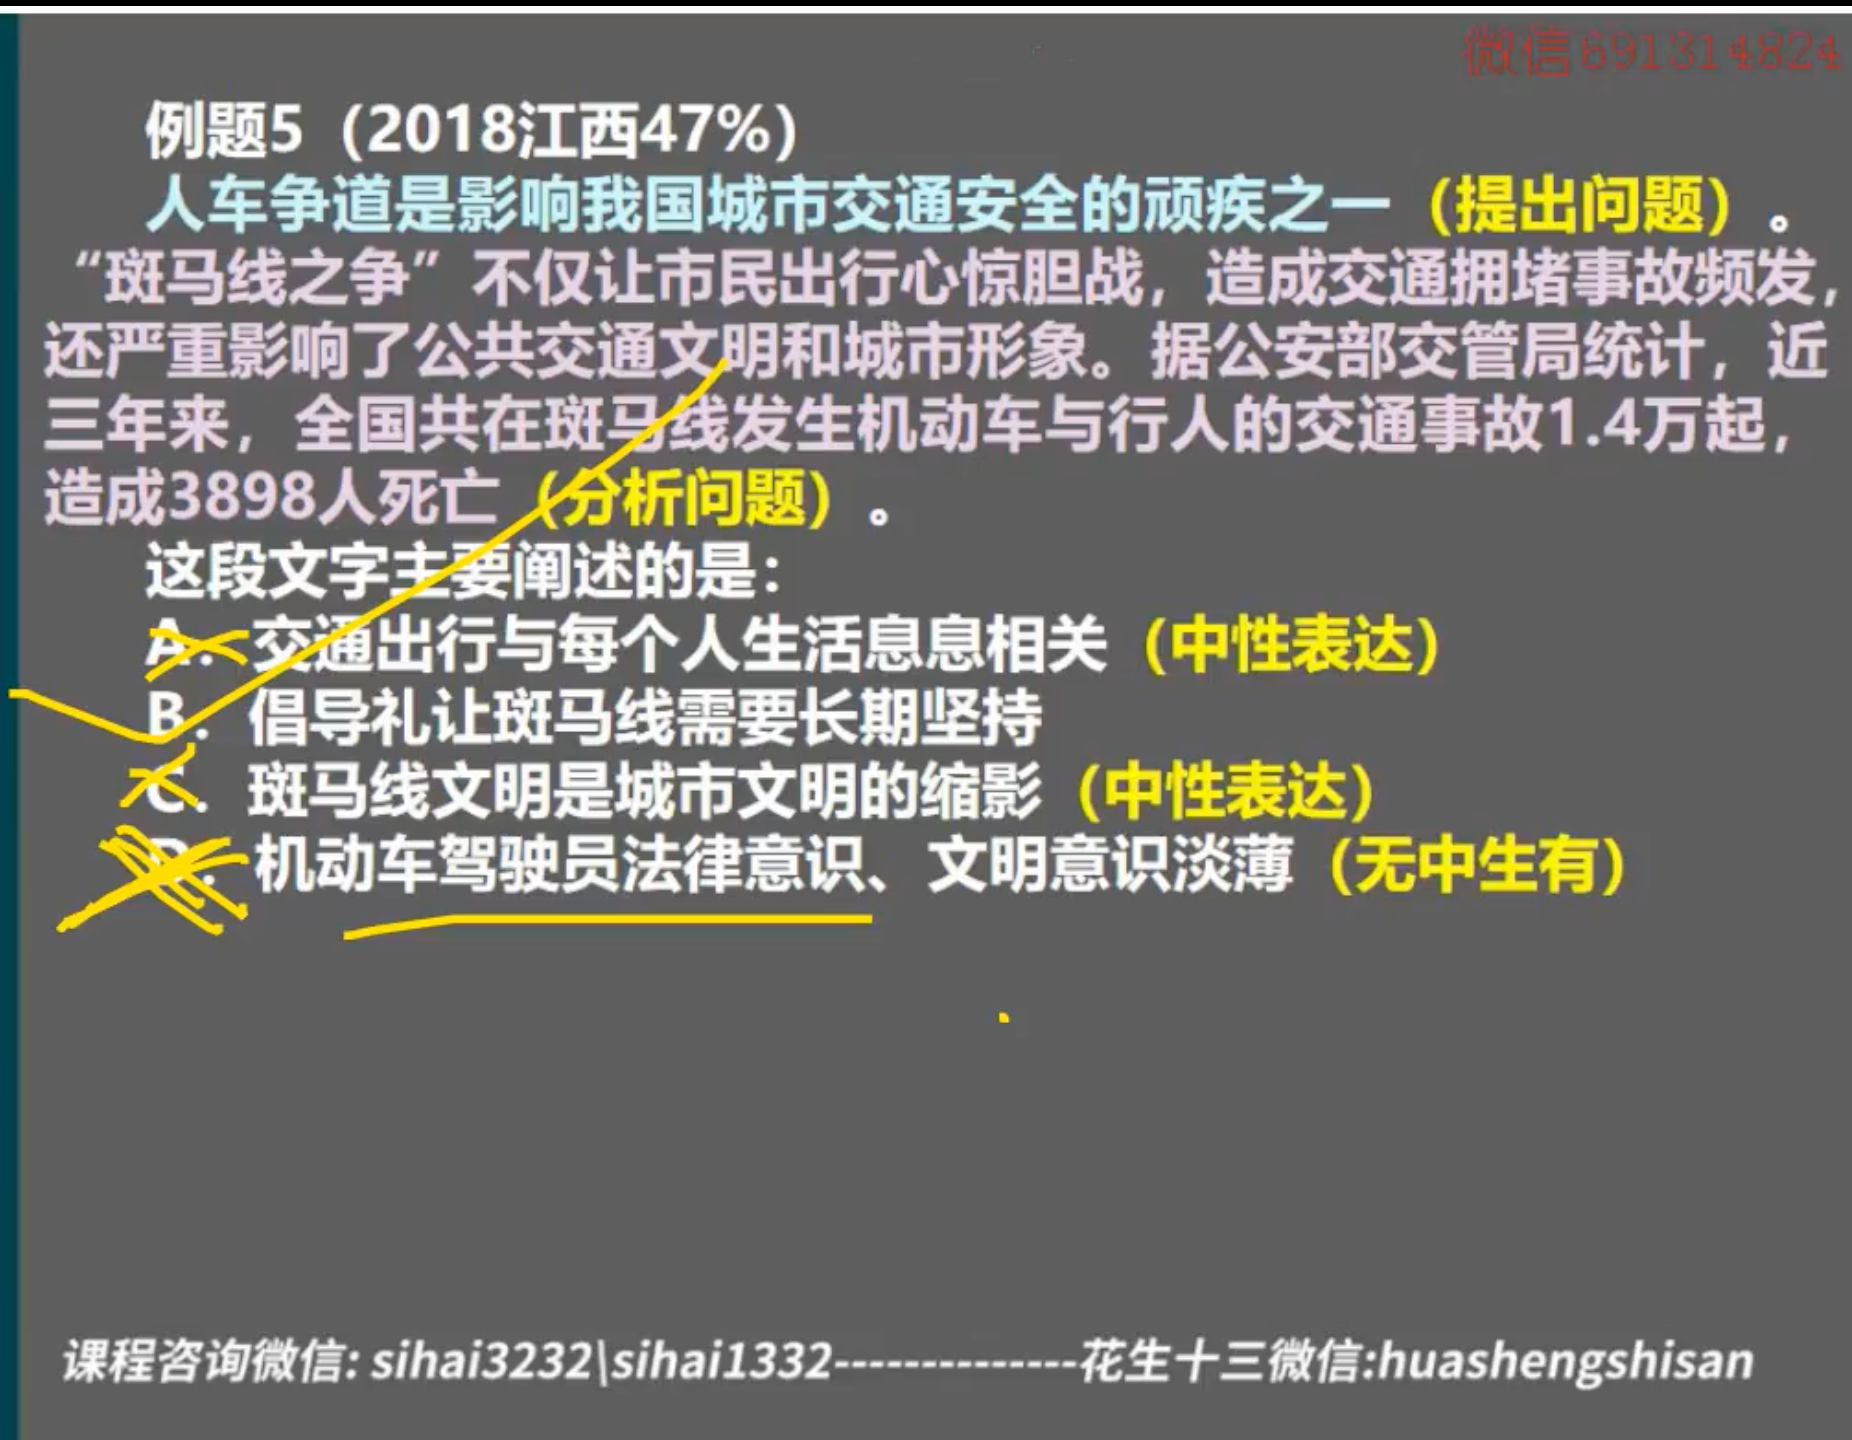 微信691314824
例题5（2018江西47%）
人车争道是影响我国城市交通安全的顽疾之一（提出问题）。
“斑马线之争”不仅让市民出行心惊胆战，造成交通拥堵事故频发，
还严重影响了公共交通文明和城市形象。据公安部交管局统计，近
三年来，全国共在斑马线发生机动车与行人的交通事故1.4万起，
造成3898人死亡（分析问题）。
这段文字主要阐述的是：
A. 交通出行与每个人生活息息相关（中性表达）
B. 倡导礼让斑马线需要长期坚持
C. 斑马线文明是城市文明的缩影（中性表达）
D. 机动车驾驶员法律意识、文明意识淡薄（无中生有）
课程咨询微信: sihai3232\sihai1332--------------花生十三微信:huashengshisan